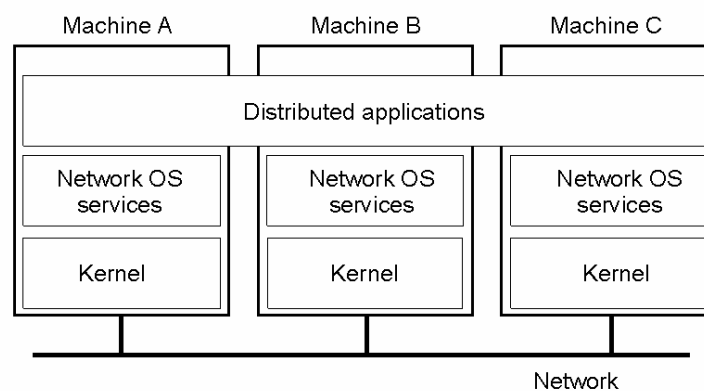 Machine A
Machine B
Machine C
Distributed applications
Network OS
services
Network OS
services
Network OS
services
Kernel
Kernel
Kernel
Network